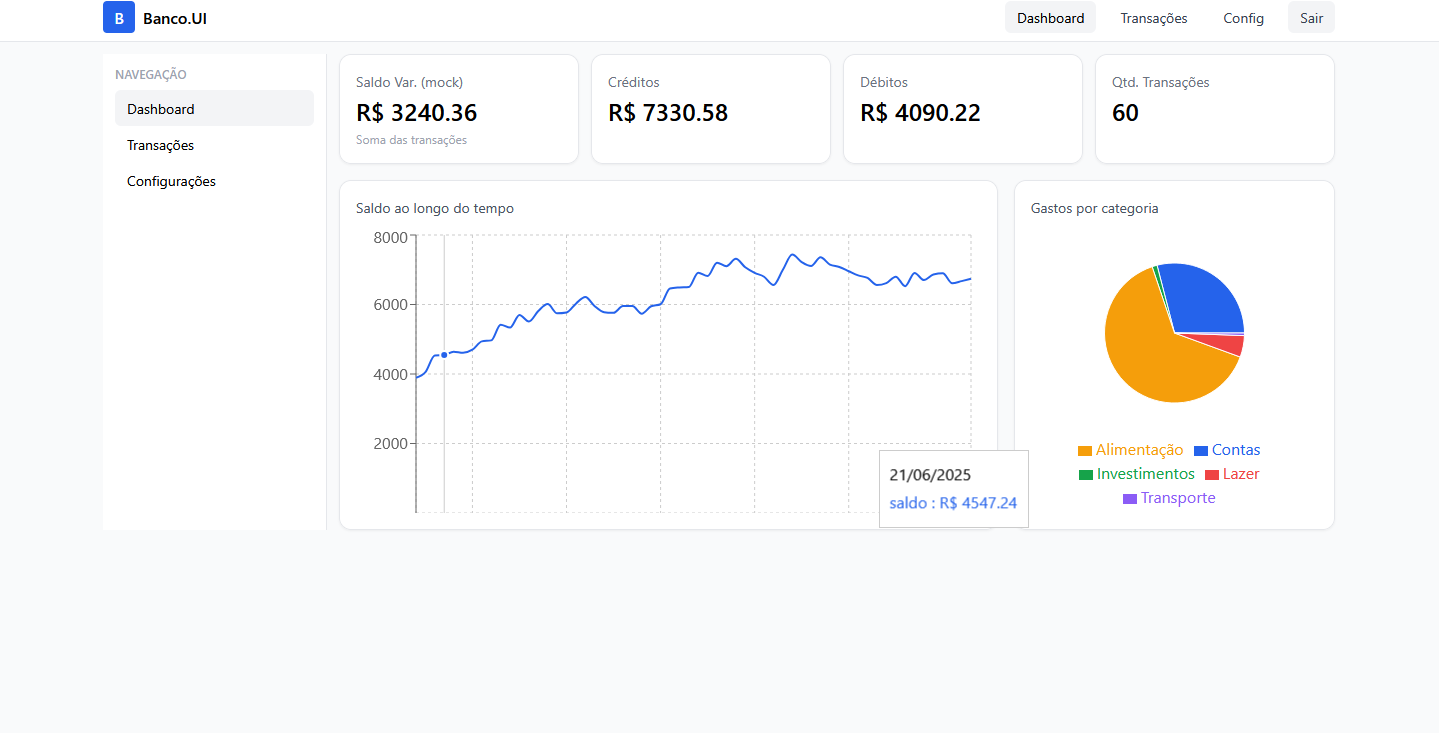 B Banco.UI
Dashboard Transações Config Sair
NAVEGAÇÃO
Dashboard
Transações
Configurações
Saldo Var. (mock)
R$ 3240.36
Soma das transações
Créditos
R$ 7330.58
Débitos
R$ 4090.22
Qtd. Transações
60
Saldo ao longo do tempo
8000
6000
4000
2000
21/06/2025
saldo : R$ 4547.24
Gastos por categoria
Alimentação Contas
Investimentos Lazer
Transporte